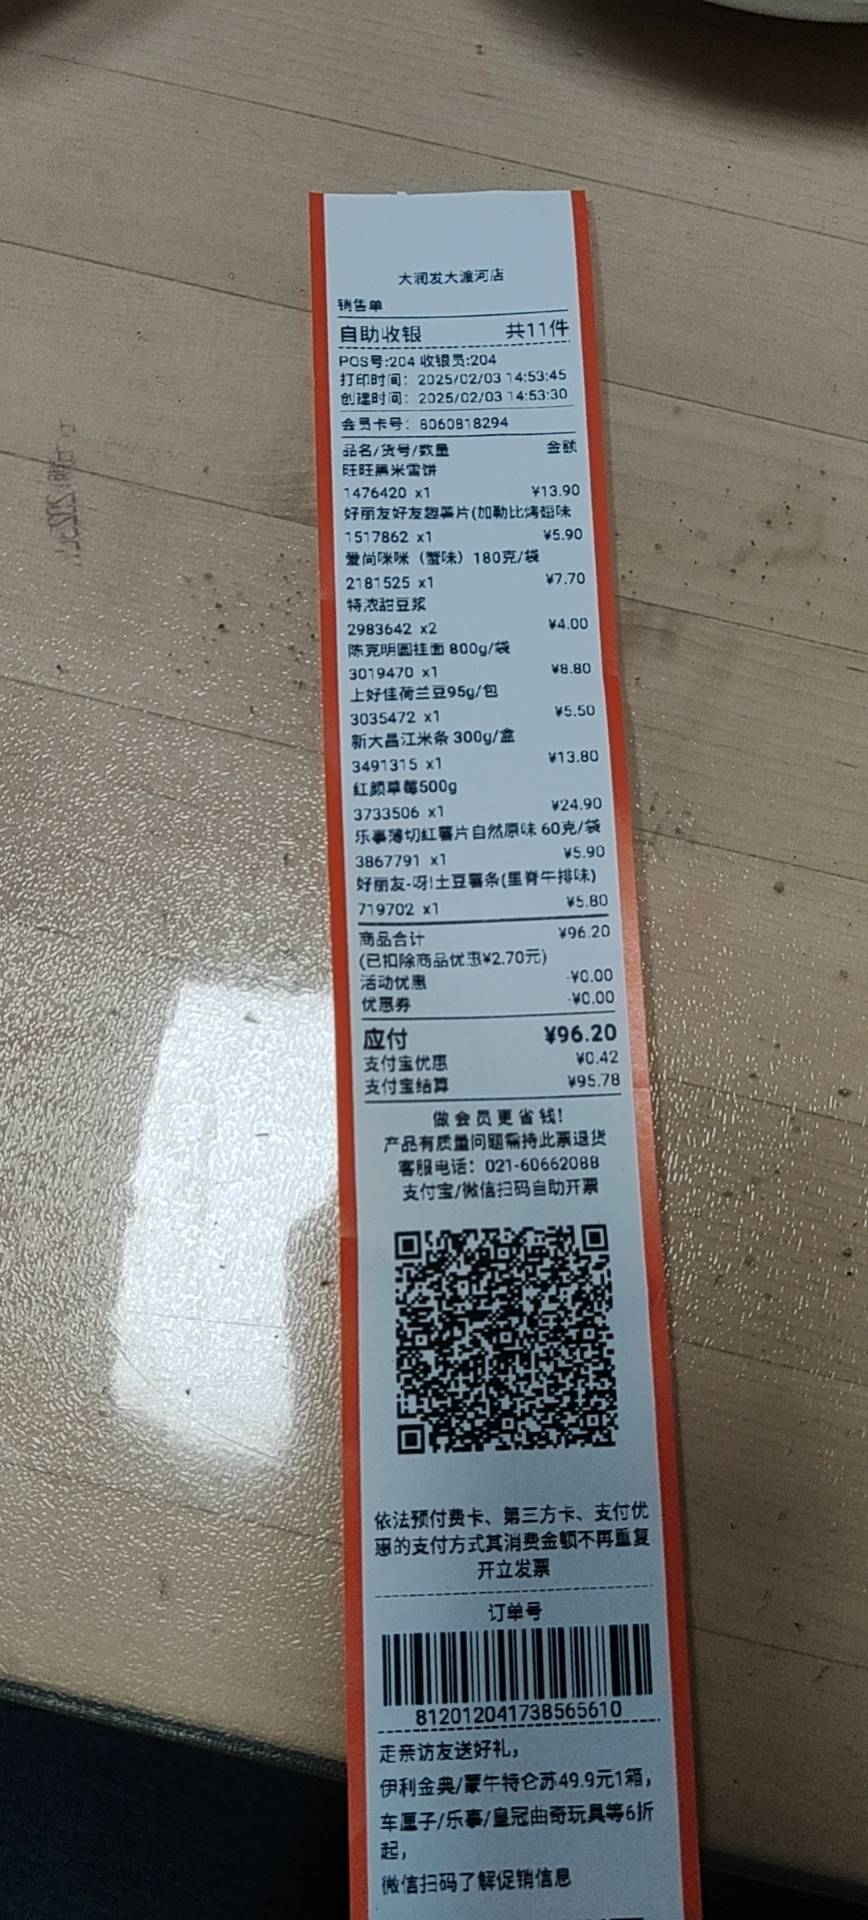 大润发大渡河店
销售单
自助收银 共11件
POS号:204 收银员:204
打印时间: 2025/02/03 14:53:45
创建时间: 2025/02/03 14:53:30
会员卡号: 8060818294
品名/货号/数量 金额
旺旺黑米雪饼
1476420 x1 ¥13.90
好丽友好友趣薯片(加勒比烤翅味
1517862 x1 ¥5.90
爱尚咪咪（蟹味）180克/袋
2181525 x1 ¥7.70
特浓甜豆浆
2983642 x2 ¥4.00
陈克明圆挂面 800g/袋
3019470 x1 ¥8.80
上好佳荷兰豆95g/包
3035472 x1 ¥5.50
新大昌江米条 300g/盒
3491315 x1 ¥13.80
红颜草莓500g
3733506 x1 ¥24.90
乐事薄切红薯片自然原味 60克/袋
3867791 x1 ¥5.90
好丽友-呀!土豆薯条(里脊牛排味)
719702 x1 ¥5.80
商品合计 ¥96.20
(已扣除商品优惠¥2.70元)
活动优惠 -¥0.00
优惠券 -¥0.00
应付 ¥96.20
支付宝优惠 ¥0.42
支付宝结算 ¥95.78
做会员更省钱!
产品有质量问题需持此票退货
客服电话: 021-60662088
支付宝/微信扫码自助开票
依法预付费卡、第三方卡、支付优
惠的支付方式其消费金额不再重复
开立发票
订单号
812012041738565610
走亲访友送好礼，
伊利金典/蒙牛特仑苏49.9元1箱，
车厘子/乐事/皇冠曲奇玩具等6折
起，
微信扫码了解促销信息